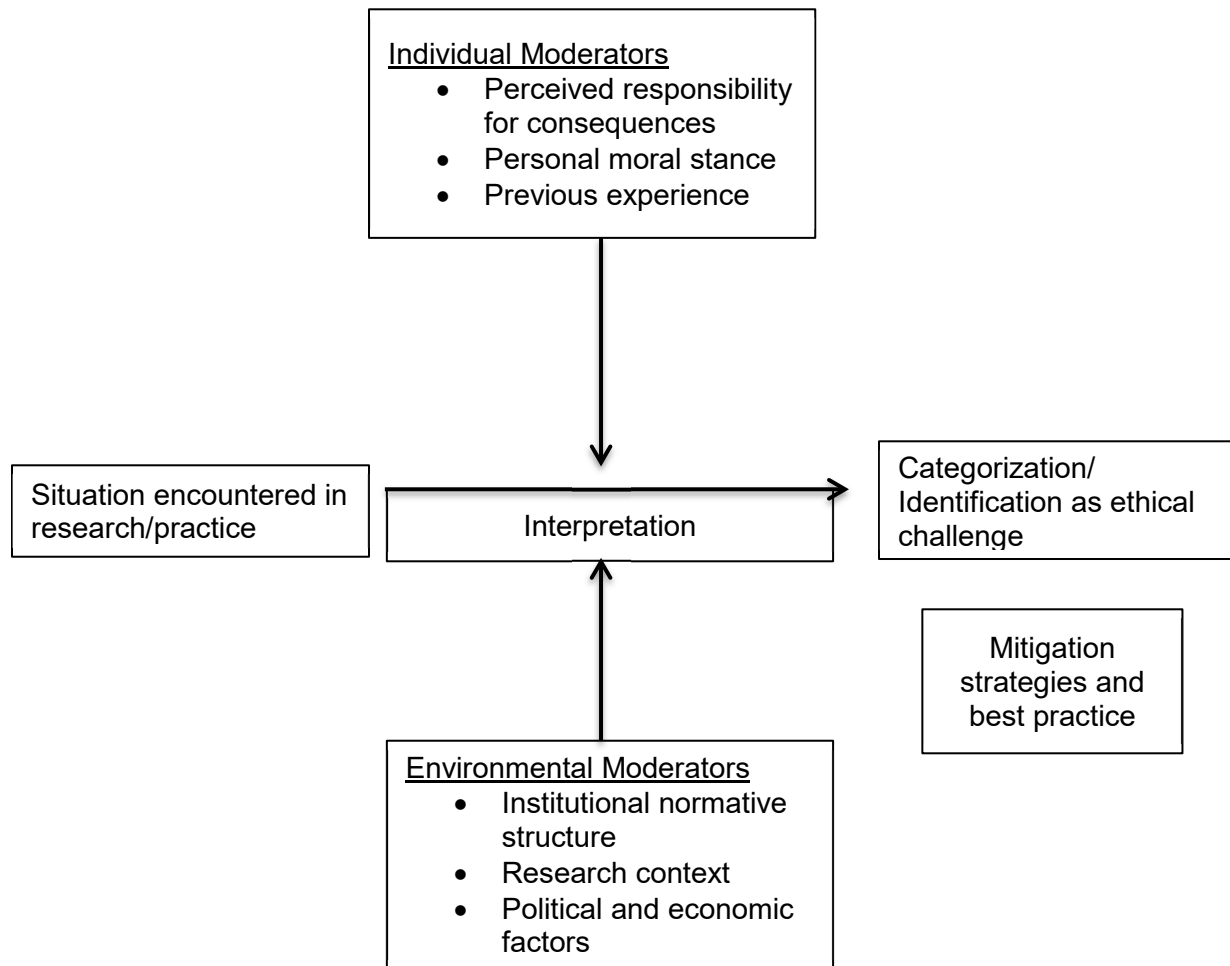 Individual Moderators
• Perceived responsibility
for consequences
• Personal moral stance
• Previous experience
Situation encountered in
research/practice
Interpretation
Categorization/
Identification as ethical
challenge
Mitigation
strategies and
best practice
Environmental Moderators
• Institutional normative
structure
• Research context
• Political and economic
factors